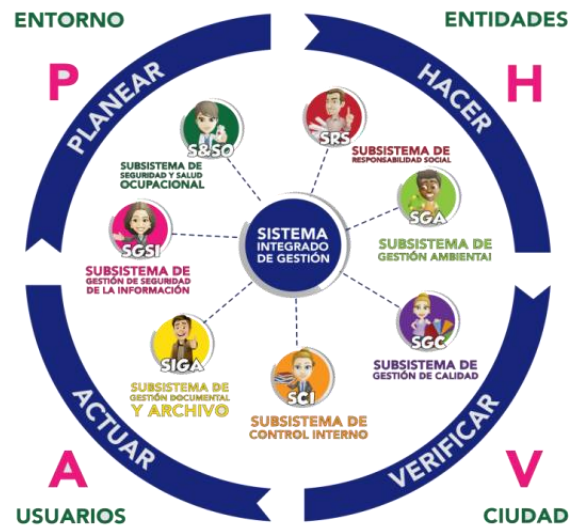 ENTORNO
ENTIDADES
P
H
PLANEAR
HACER
S&SO
SUBSISTEMA DE
SEGURIDAD Y SALUD
OCUPACIONAL
SRS
SUBSISTEMA DE
RESPONSABILIDAD SOCIAL
SGSI
SUBSISTEMA DE
GESTIÓN DE SEGURIDAD
DE LA INFORMACIÓN
SISTEMA
INTEGRADO
DE GESTIÓN
SGA
SUBSISTEMA DE
GESTIÓN AMBIENTAl
SIGA
SUBSISTEMA DE
GESTIÓN DOCUMENTAL
Y ARCHIVO
SCI
SUBSISTEMA DE
CONTROL INTERNO
SGC
SUBSISTEMA DE
GESTIÓN DE CALIDAD
ACTUAR
VERIFICAR
A
V
USUARIOS
CIUDAD